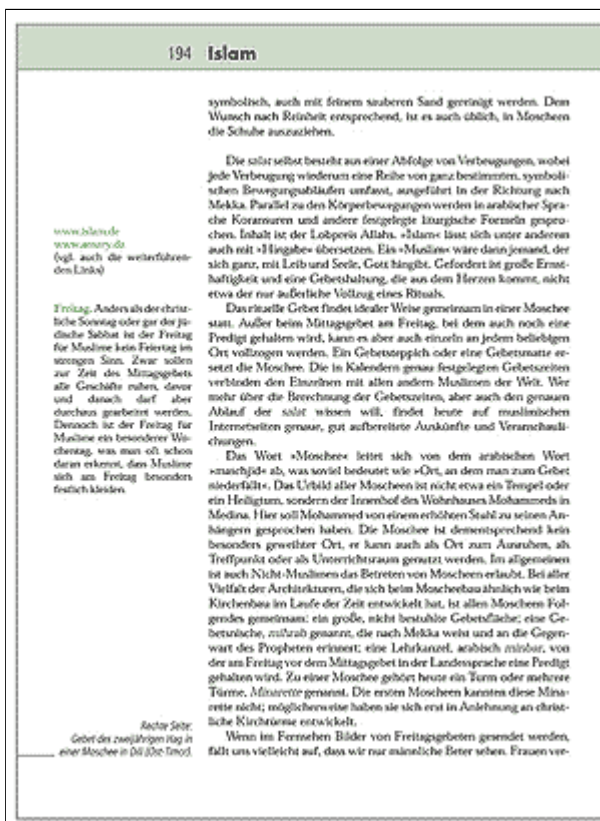 194 Islam
symbolisch, auch mit feinem sauberen Sand gereinigt werden. Dem
Wunsch nach Reinheit entsprechend, ist es auch üblich, in Moscheen
die Schuhe auszuziehen.
Die salat selbst besteht aus einer Abfolge von Verbeugungen, wobei
jede Verbeugung wiederum eine Reihe von ganz bestimmten, symboli-
schen Bewegungsabläufen umfasst, ausgeführt in der Richtung nach
Mekka. Parallel zu den Körperbewegungen werden in arabischer Spra-
che Koransuren und andere festgelegte liturgische Formeln gespro-
chen. Inhalt ist der Lobpreis Allahs. »Islam« lässt sich unter anderem
auch mit »Hingabe« übersetzen. Ein »Muslim« wäre dann jemand, der
sich ganz, mit Leib und Seele, Gott hingibt. Gefordert ist große Ernst-
haftigkeit und eine Gebetshaltung, die aus dem Herzen kommt, nicht
etwa der nur äußerliche Vollzug eines Rituals.
Das rituelle Gebet findet idealer Weise gemeinsam in einer Moschee
statt. Außer beim Mittagsgebet am Freitag, bei dem auch noch eine
Predigt gehalten wird, kann es aber auch einzeln an jedem beliebigen
Ort vollzogen werden. Ein Gebetsteppich oder eine Gebetsmatte er-
setzt die Moschee. Die in Kalendern genau festgelegten Gebetszeiten
verbinden den Einzelnen mit allen andern Muslimen der Welt. Wer
mehr über die Berechnung der Gebetszeiten, aber auch den genauen
Ablauf der salat wissen will, findet heute auf muslimischen
Internetseiten genaue, gut aufbereitete Auskünfte und Veranschauli-
chungen.
Das Wort »Moschee« leitet sich von dem arabischen Wort
»maschjid« ab, was soviel bedeutet wie »Ort, an dem man zum Gebet
niederfällt«. Das Urbild aller Moscheen ist nicht etwa ein Tempel oder
ein Heiligtum, sondern der Innenhof des Wohnhauses Mohammeds in
Medina. Hier soll Mohammed von einem erhöhten Stuhl zu seinen An-
hängern gesprochen haben. Die Moschee ist dementsprechend kein
besonders geweihter Ort, er kann auch als Ort zum Ausruhen, als
Treffpunkt oder als Unterrichtsraum genutzt werden. Im allgemeinen
ist auch Nicht-Muslimen das Betreten von Moscheen erlaubt. Bei aller
Vielfalt der Architekturen, die sich beim Moscheebau ähnlich wie beim
Kirchenbau im Laufe der Zeit entwickelt hat, ist allen Moscheen Fol-
gendes gemeinsam: ein große, nicht bestuhlte Gebetsfläche; eine Ge-
betsnische, mihrab genannt, die nach Mekka weist und an die Gegen-
wart des Propheten erinnert; eine Lehrkanzel, arabisch minbar, von
der am Freitag vor dem Mittagsgebet in der Landessprache eine Predigt
gehalten wird. Zu einer Moschee gehört heute ein Turm oder mehrere
Türme, Minarette genannt. Die ersten Moscheen kannten diese Mina-
rette nicht; möglicherweise haben sie sich erst in Anlehnung an christ-
liche Kirchtürme entwickelt.
Wenn im Fernsehen Bilder von Freitagsgebeten gesendet werden,
fällt uns vielleicht auf, dass wir nur männliche Beter sehen. Frauen ver-
www.islam.de
(vgl. auch die weiterführen-
den Links)
Freitag. Anders als der christ-
liche Sonntag oder gar der jü-
dische Sabbat ist der Freitag
für Muslime kein Feiertag im
strengen Sinn. Zwar sollen
zur Zeit des Mittagsgebets
alle Geschäfte ruhen, davor
und danach darf aber
durchaus gearbeitet werden.
Dennoch ist der Freitag für
Muslime ein besonderer Wo-
chentag, was man oft schon
daran erkennt, dass Muslime
sich am Freitag besonders
festlich kleiden.
Rechte Seite:
Gebet des zweijährigen Hag in
einer Moschee in Dili (Ost-Timor).